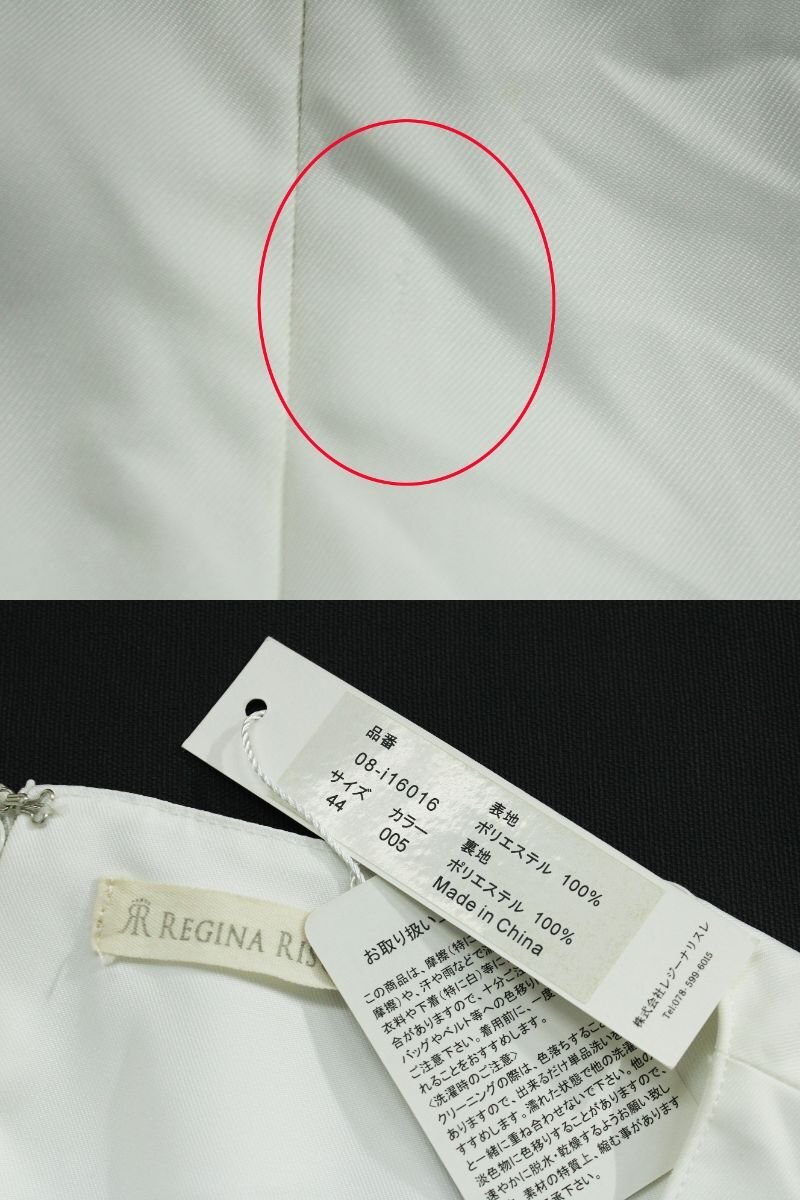 品番
08-i16016
サイズ カラー
44 005
表地
ポリエステル 100%
裏地
ポリエステル 100%
Made in China
株式会社レジーナリスレ
Tel:078-599-6015
REGINA RIS
お取り扱い
この商品は、摩擦(特に
摩擦)や、汗や雨などで濡
衣料や下着(特に白)等に
合がありますので、十分ご注
バッグやベルト等への色移り
ご注意下さい。着用前に、一度
れることをおすすめします。
〈洗濯時のご注意〉
クリーニングの際は、色落ちすること
ありますので、出来るだけ単品洗いを
すすめします。濡れた状態で他の洗濯
と一緒に重ね合わせないで下さい。他の
淡色物に色移りすることがありますので、
速やかに脱水・乾燥するようお願い致し
素材の特質上、縮む事があります
承下さい。